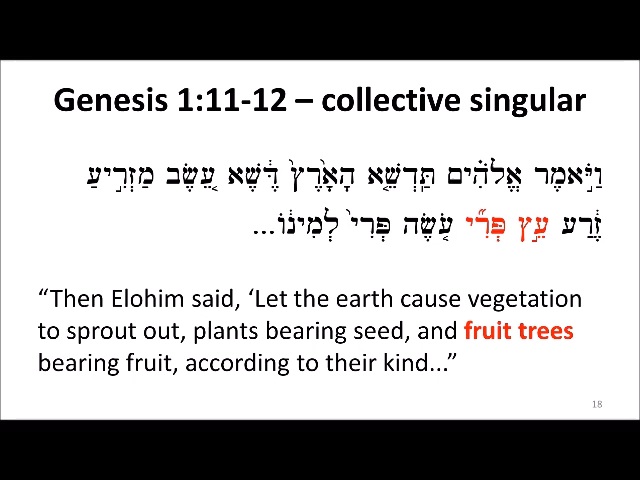 Genesis 1:11-12 – collective singular
וַיֹּ֣אמֶר אֱלֹהִ֗ים תַּֽדְשֵׁ֤א הָאָ֙רֶץ֙ דֶּ֔שֶׁא עֵ֚שֶׂב מַזְרִ֣יעַ
זֶ֔רַע עֵ֣ץ פְּרִ֞י עֹ֤שֶׂה פְּרִי֙ לְמִינ֔וֹ...
“Then Elohim said, ‘Let the earth cause vegetation
to sprout out, plants bearing seed, and fruit trees
bearing fruit, according to their kind...”
18